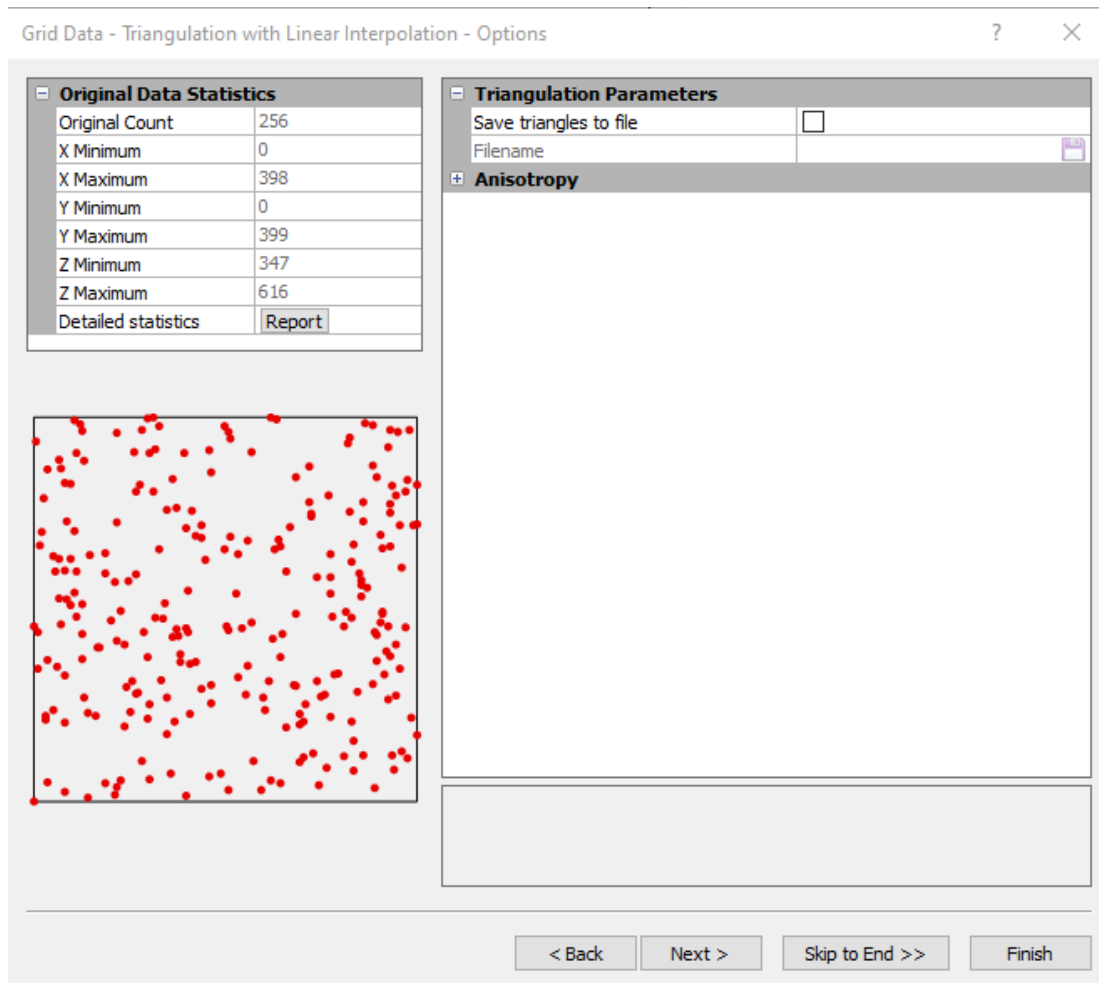 Grid Data - Triangulation with Linear Interpolation - Options
?
Original Data Statistics
Original Count 256
X Minimum 0
X Maximum 398
Y Minimum 0
Y Maximum 399
Z Minimum 347
Z Maximum 616
Detailed statistics Report
Triangulation Parameters
Save triangles to file
Filename
Anisotropy
< Back Next > Skip to End >> Finish